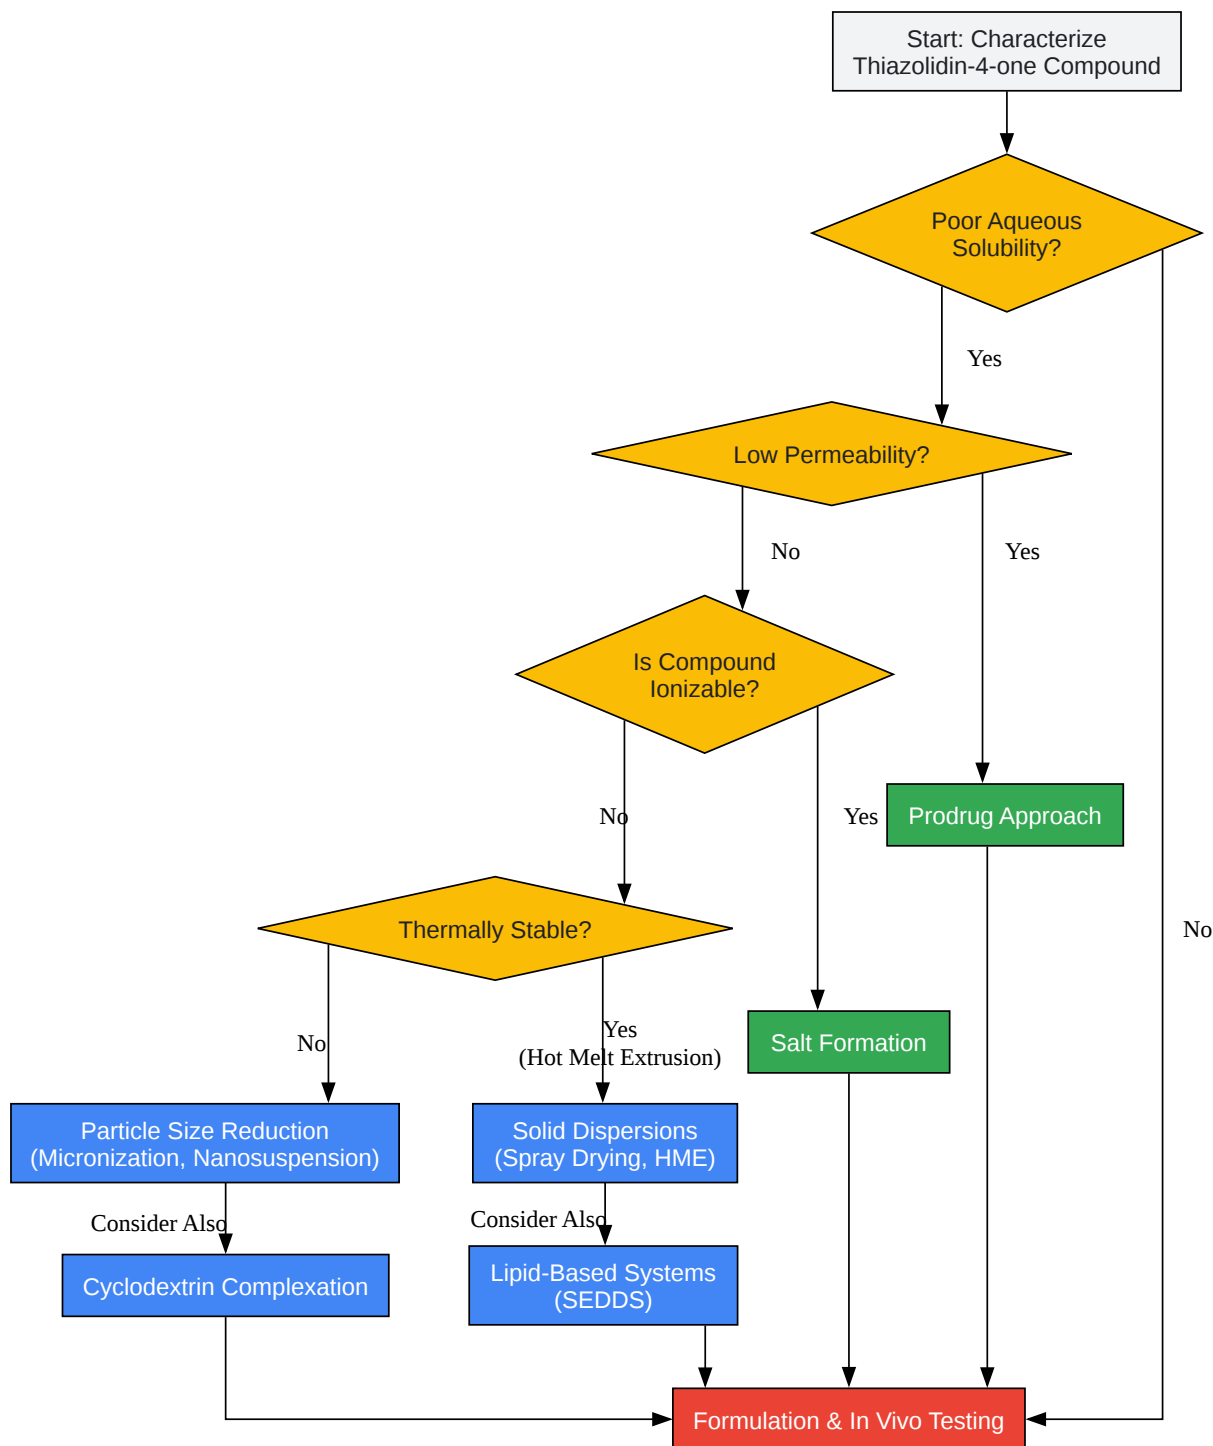 Start: Characterize
Thiazolidin-4-one Compound
Poor Aqueous
Solubility?
Yes
Low Permeability?
No
Yes
Is Compound
Ionizable?
Prodrug Approach
No
Yes
Thermally Stable?
No
No
Yes
(Hot Melt Extrusion)
Salt Formation
Particle Size Reduction
(Micronization, Nanosuspension)
Solid Dispersions
(Spray Drying, HME)
Consider Also
Consider Also
Cyclodextrin Complexation
Lipid-Based Systems
(SEDDS)
Formulation & In Vivo Testing